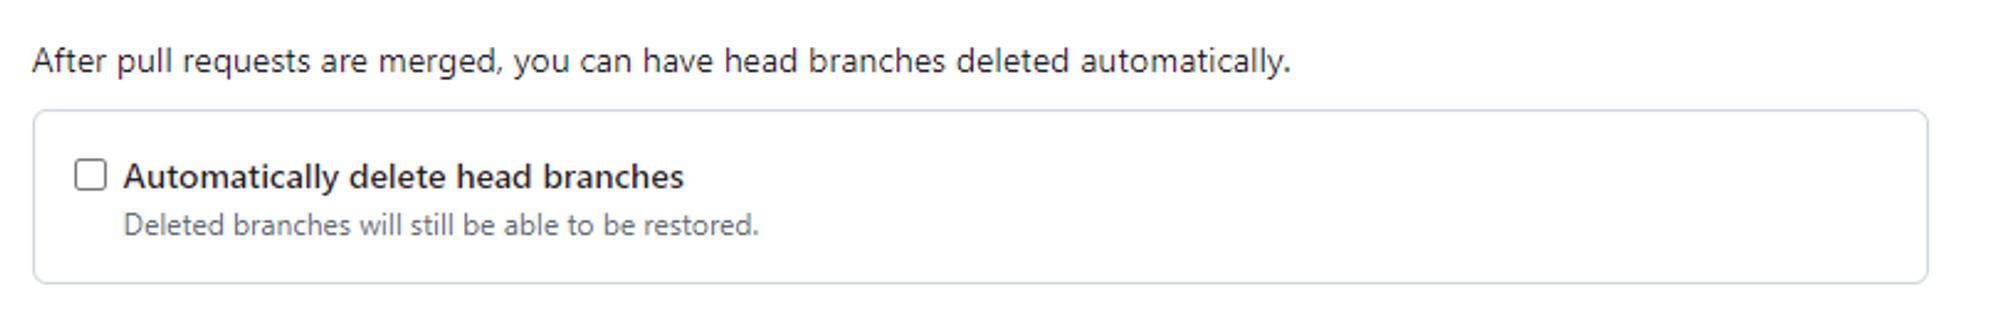 After pull requests are merged, you can have head branches deleted automatically.
Automatically delete head branches
Deleted branches will still be able to be restored.